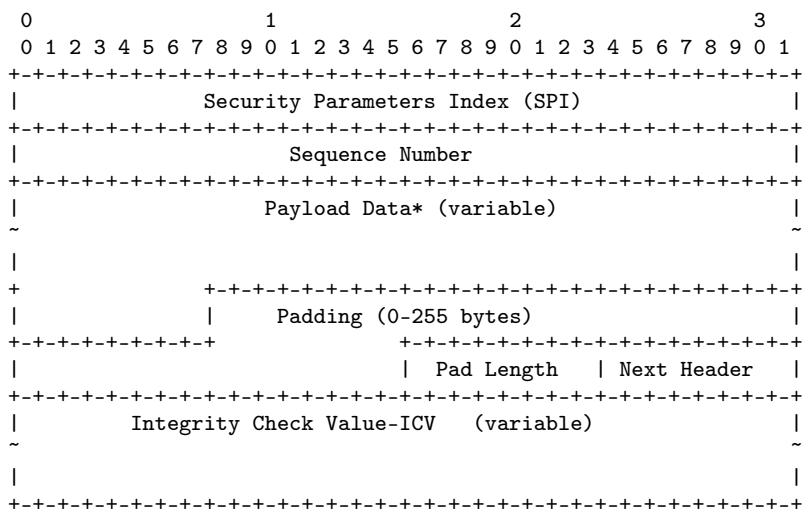 0                   1                   2                   3
 0 1 2 3 4 5 6 7 8 9 0 1 2 3 4 5 6 7 8 9 0 1 2 3 4 5 6 7 8 9 0 1
+-+-+-+-+-+-+-+-+-+-+-+-+-+-+-+-+-+-+-+-+-+-+-+-+-+-+-+-+-+-+-+-+
|               Security Parameters Index (SPI)                 |
+-+-+-+-+-+-+-+-+-+-+-+-+-+-+-+-+-+-+-+-+-+-+-+-+-+-+-+-+-+-+-+-+
|                      Sequence Number                          |
+-+-+-+-+-+-+-+-+-+-+-+-+-+-+-+-+-+-+-+-+-+-+-+-+-+-+-+-+-+-+-+-+
|                    Payload Data* (variable)                   |
~                                                               ~
|                                                               |
+               +-+-+-+-+-+-+-+-+-+-+-+-+-+-+-+-+-+-+-+-+-+-+-+-+
|               |     Padding (0-255 bytes)                     |
+-+-+-+-+-+-+-+-+               +-+-+-+-+-+-+-+-+-+-+-+-+-+-+-+-+
|                               |  Pad Length   | Next Header   |
+-+-+-+-+-+-+-+-+-+-+-+-+-+-+-+-+-+-+-+-+-+-+-+-+-+-+-+-+-+-+-+-+
|         Integrity Check Value-ICV   (variable)                |
~                                                               ~
|                                                               |
+-+-+-+-+-+-+-+-+-+-+-+-+-+-+-+-+-+-+-+-+-+-+-+-+-+-+-+-+-+-+-+-+